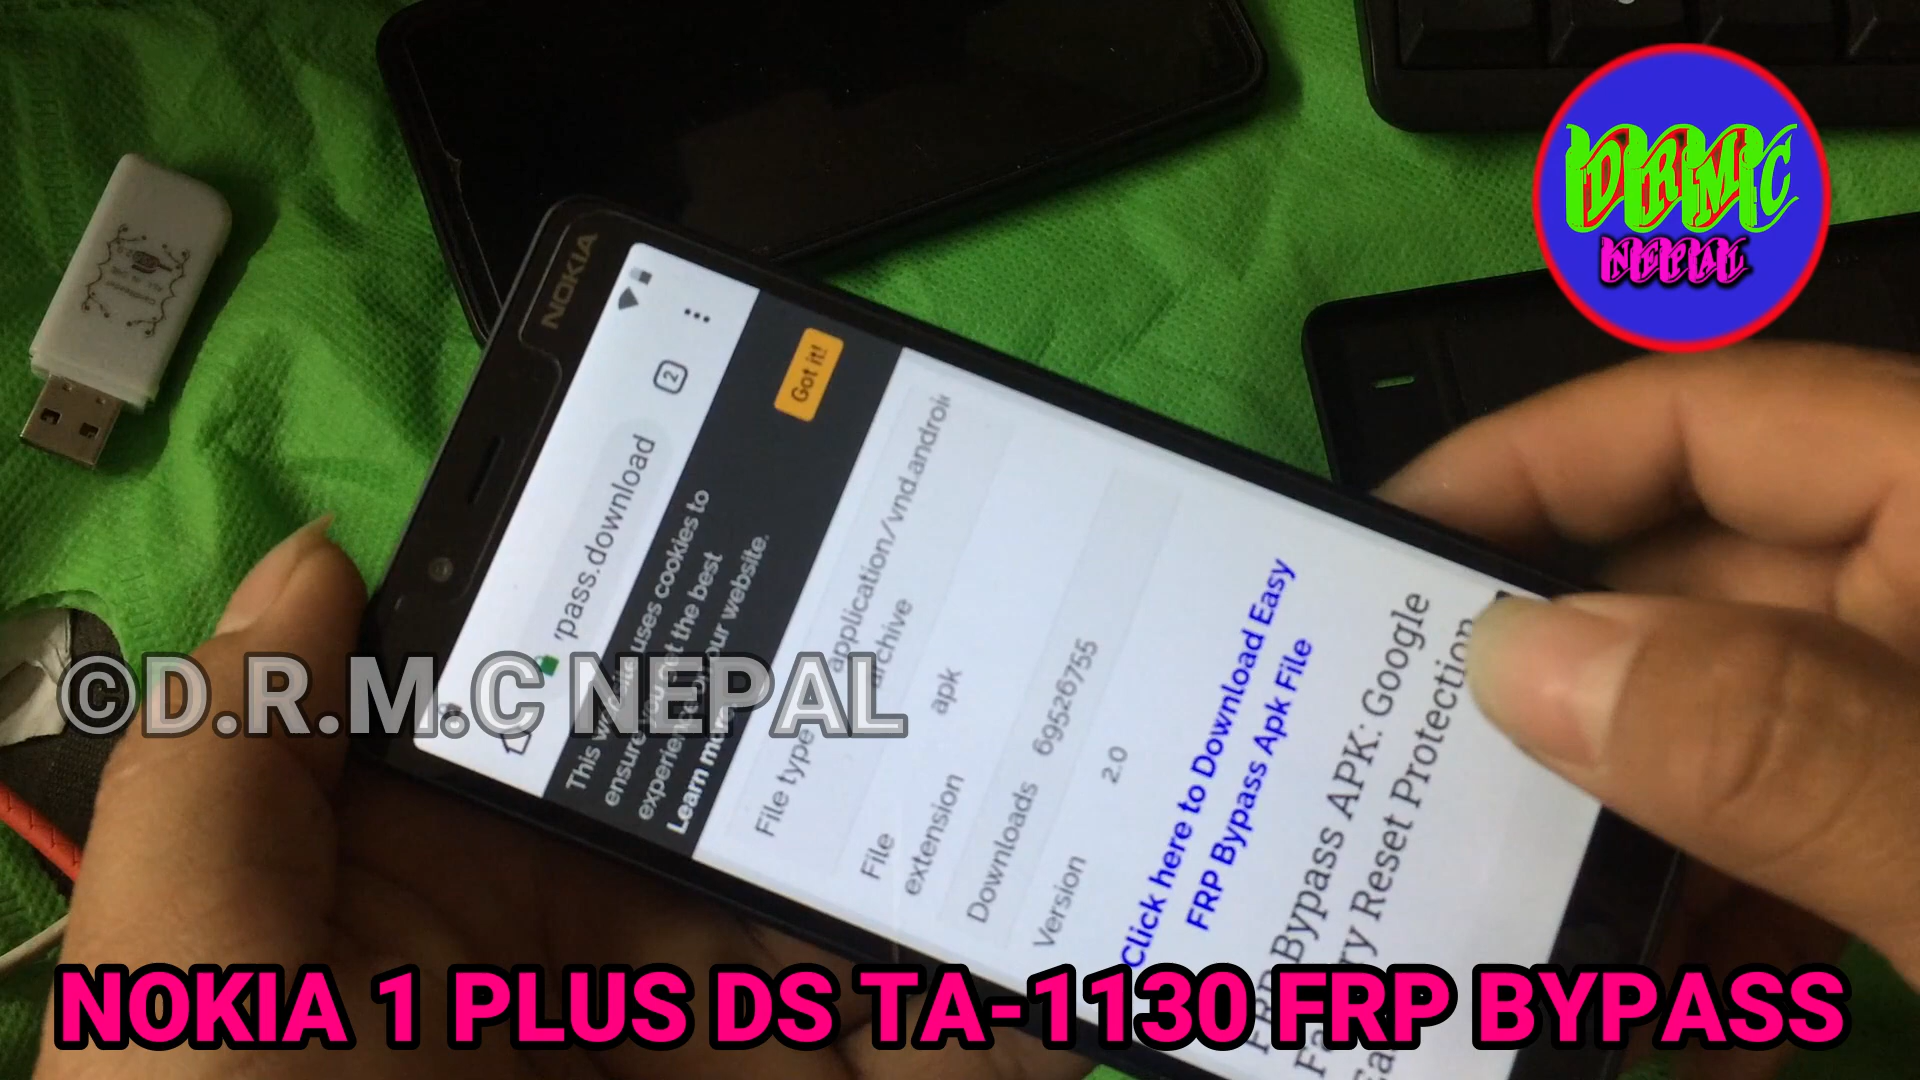 DRMC
NEPAL
NOKIA
2
'pass.download
This website uses cookies to
ensure you get the best
experience on our website.
Learn more
Got it!
File type application/vnd.android
archive
File
extension apk
Downloads 69526755
Version 2.0
Click here to Download Easy
FRP Bypass Apk File
FRP Bypass APK: Google
Factory Reset Protection
©D.R.M.C NEPAL
NOKIA 1 PLUS DS TA-1130 FRP BYPASS